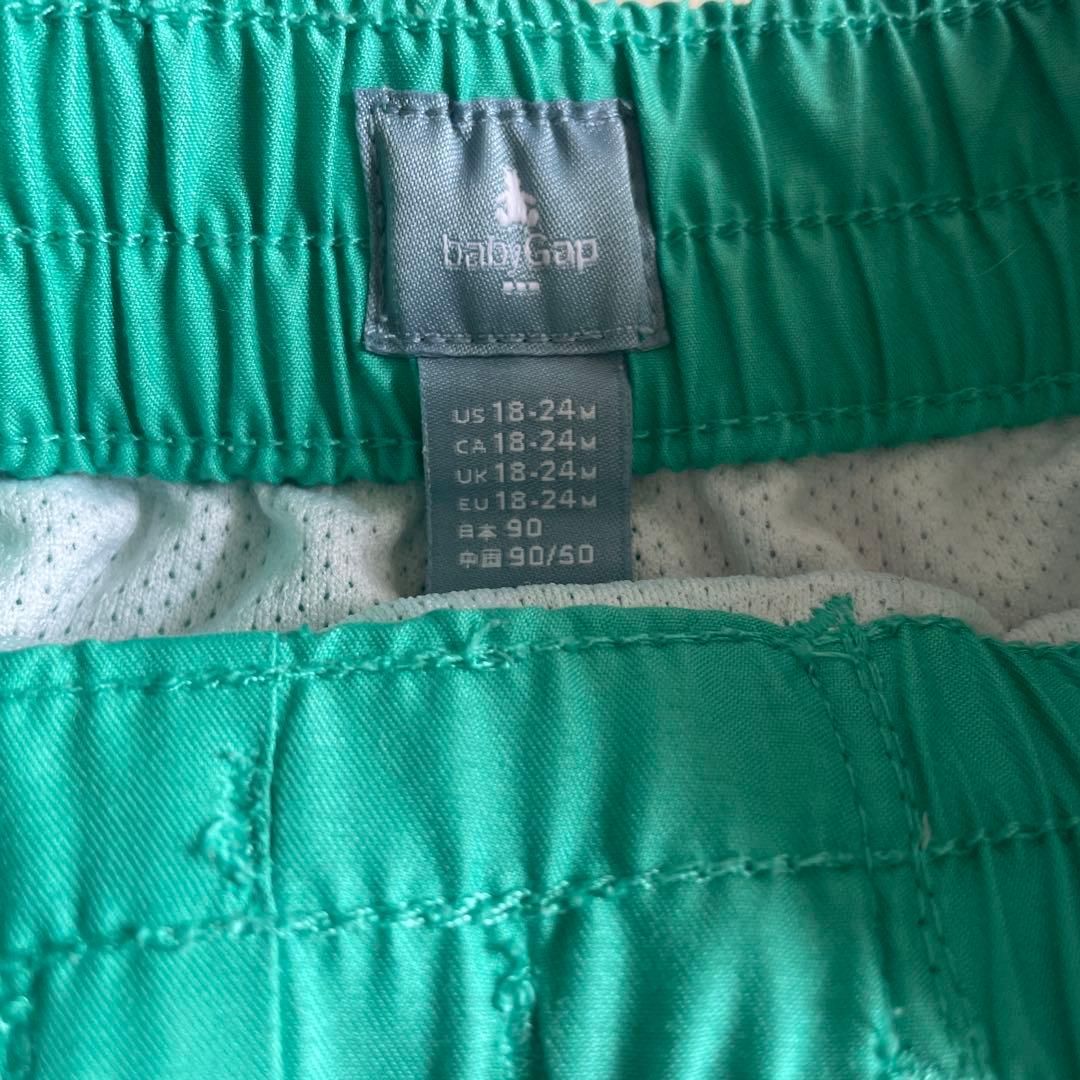 babyGap
US 18-24M
CA 18-24M
UK 18-24M
EU 18-24M
日本 90
中国 90/50